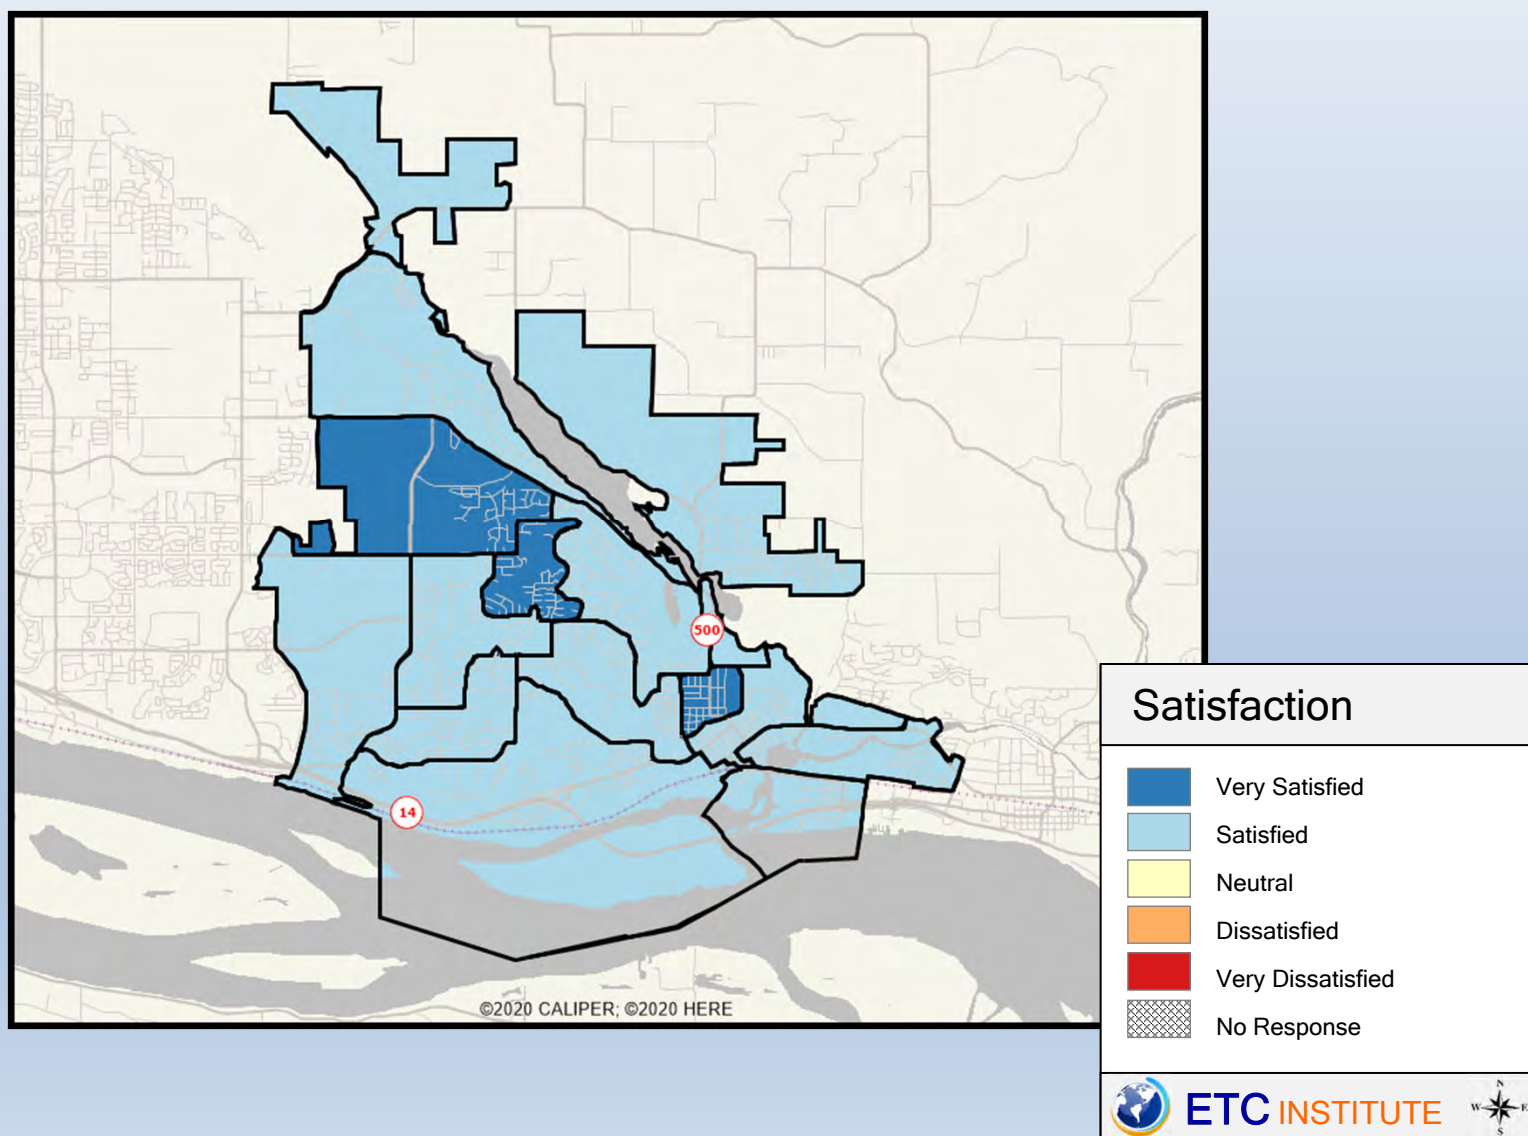 500
14
©2020 CALIPER; ©2020 HERE
Satisfaction
Very Satisfied
Satisfied
Neutral
Dissatisfied
Very Dissatisfied
No Response
ETC INSTITUTE
N
W E
S